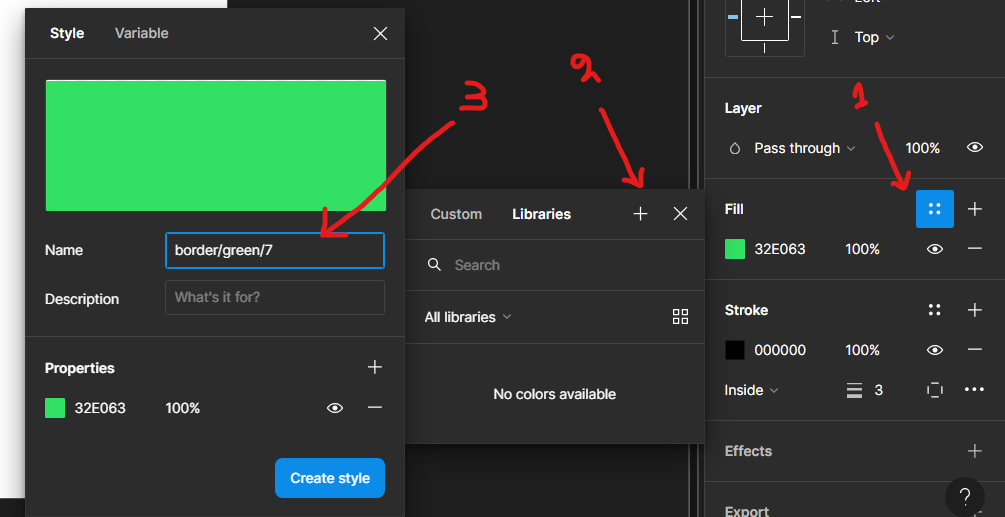 Style Variable
Name
border/green/7
Description
What's it for?
Properties
32E063 100%
Create style
3
2
Custom Libraries
Search
All libraries
No colors available
Left
Top
1
Layer
Pass through 100%
Fill
32E063 100%
Stroke
000000 100%
Inside 3
Effects
Export
?